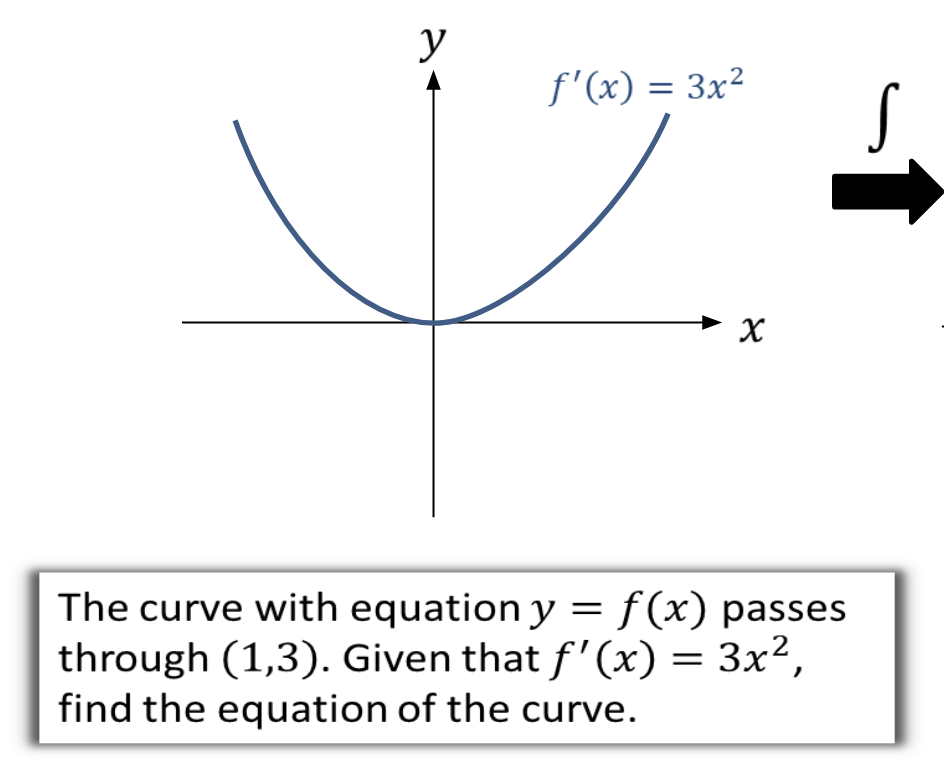 y
f′(x) = 3x²
∫
x
The curve with equation y = f(x) passes
through (1,3). Given that f′(x) = 3x²,
find the equation of the curve.